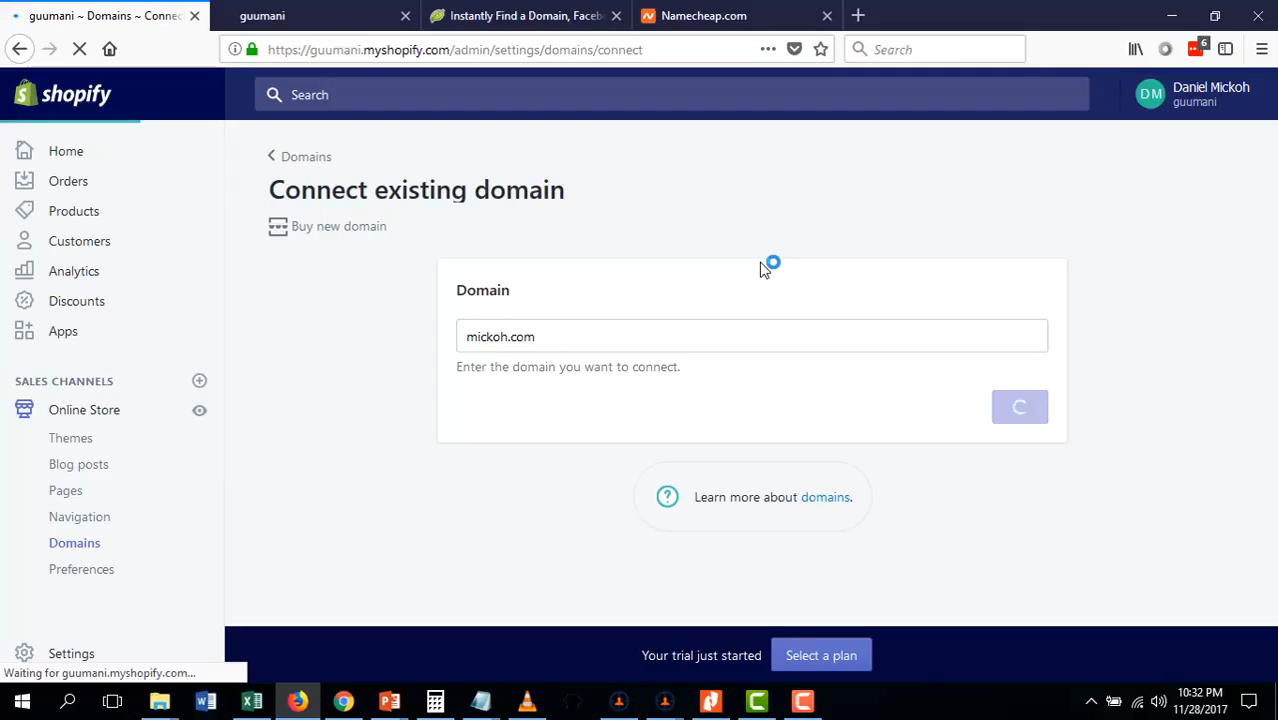 guumani ~ Domains ~ Connec
guumani
Instantly Find a Domain, Faceb
Namecheap.com
https://guumani.myshopify.com/admin/settings/domains/connect
Search
6
shopify
Search
DM
Daniel Mickoh
guumani
Home
Orders
Products
Customers
Analytics
Discounts
Apps
SALES CHANNELS
Online Store
Themes
Blog posts
Pages
Navigation
Domains
Preferences
Settings
Waiting for guumani.myshopify.com...
Domains
Connect existing domain
Buy new domain
Domain
mickoh.com
Enter the domain you want to connect.
Learn more about domains.
Your trial just started
Select a plan
10:32 PM
11/28/2017